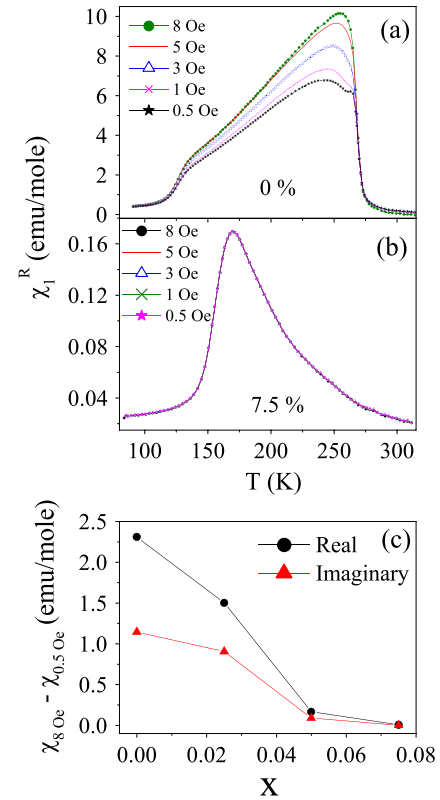 (a)
8 Oe
5 Oe
3 Oe
1 Oe
0.5 Oe
10
8
6
4
2
0
0 %
χ₁ᴿ (emu/mole)
(b)
8 Oe
5 Oe
3 Oe
1 Oe
0.5 Oe
0.16
0.12
0.08
0.04
7.5 %
100 150 200 250 300
T (K)
(c)
Real
Imaginary
2.5
2.0
1.5
1.0
0.5
0.0
χ8 Oe - χ0.5 Oe (emu/mole)
0.00 0.02 0.04 0.06 0.08
X